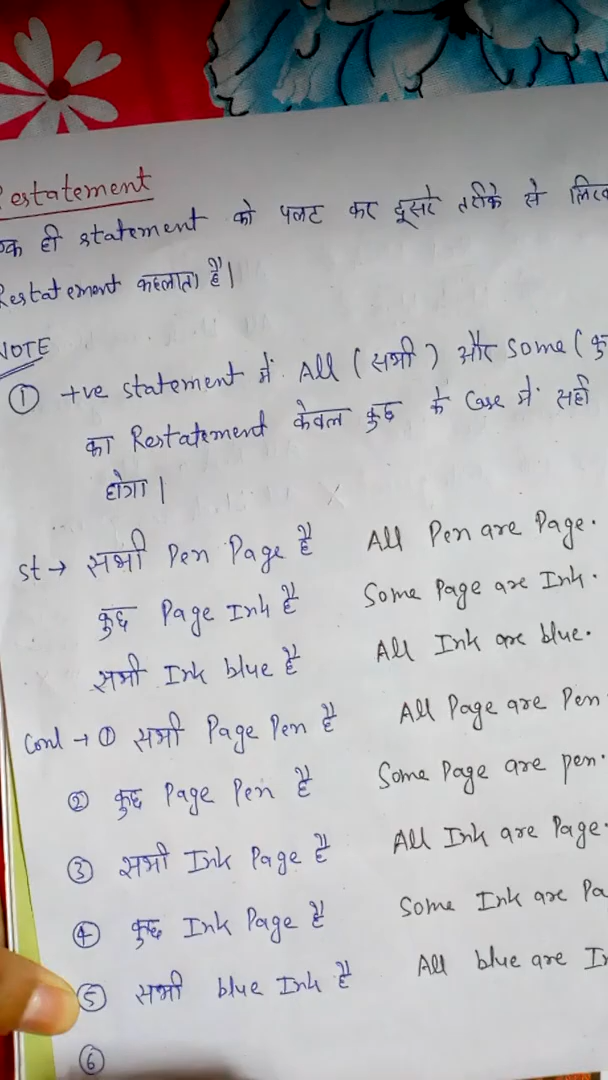 Restatement
एक ही statement को पलट कर दूसरे तरीके से
Restatement कहलाता है।
NOTE
① +ve statement में All (सभी) और Some (
का Restatement केवल कुछ के Case में सही
होगा।
st → सभी Pen Page है All Pen are Page.
कुछ Page Ink है Some Page are Ink.
सभी Ink blue है All Ink are blue.
Conl → ① सभी Page Pen है All Page are Pen
② कुछ Page Pen है Some Page are pen.
③ सभी Ink Page है All Ink are Page.
④ कुछ Ink Page है Some Ink are Pa
⑤ सभी blue Ink है All blue are In
⑥